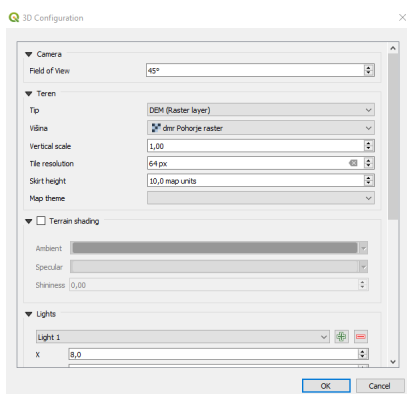 3D Configuration
Camera
Field of View 45°
Teren
Tip DEM (Raster layer)
Višina dmr Pohorje raster
Vertical scale 1,00
Tile resolution 64 px
Skirt height 10,0 map units
Map theme
Terrain shading
Ambient
Specular
Shininess 0,00
Lights
Light 1
X 8,0
OK Cancel